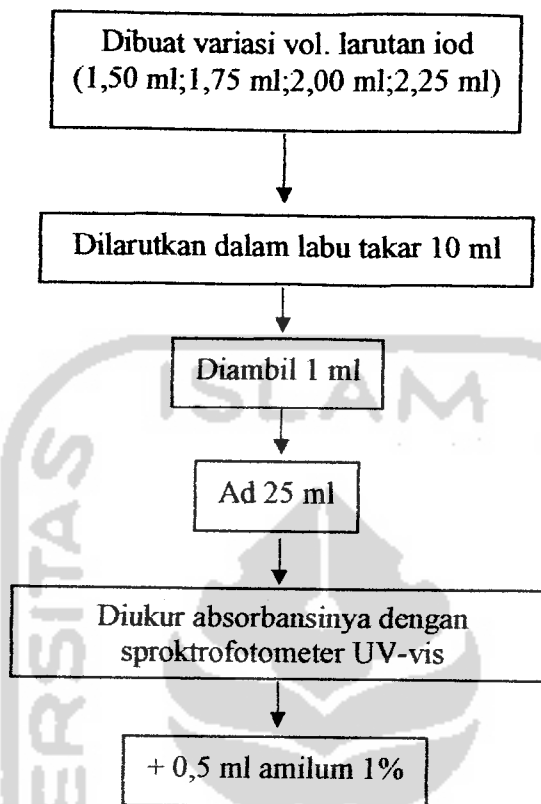 Dibuat variasi vol. larutan iod
(1,50 ml;1,75 ml;2,00 ml;2,25 ml)
Dilarutkan dalam labu takar 10 ml
Diambil 1 ml
ISLAM
Ad 25 ml
Diukur absorbansinya dengan
sproktrofotometer UV-vis
+ 0,5 ml amilum 1%
ERSITAS